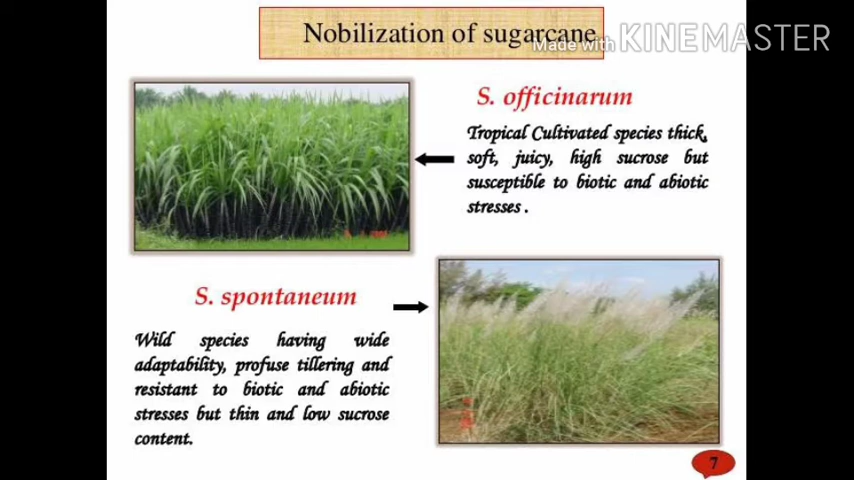 Nobilization of sugarcane
Made with KINEMASTER
S. officinarum
Tropical Cultivated species thick,
soft, juicy, high sucrose but
susceptible to biotic and abiotic
stresses .
S. spontaneum
Wild species having wide
adaptability, profuse tillering and
resistant to biotic and abiotic
stresses but thin and low sucrose
content.
7